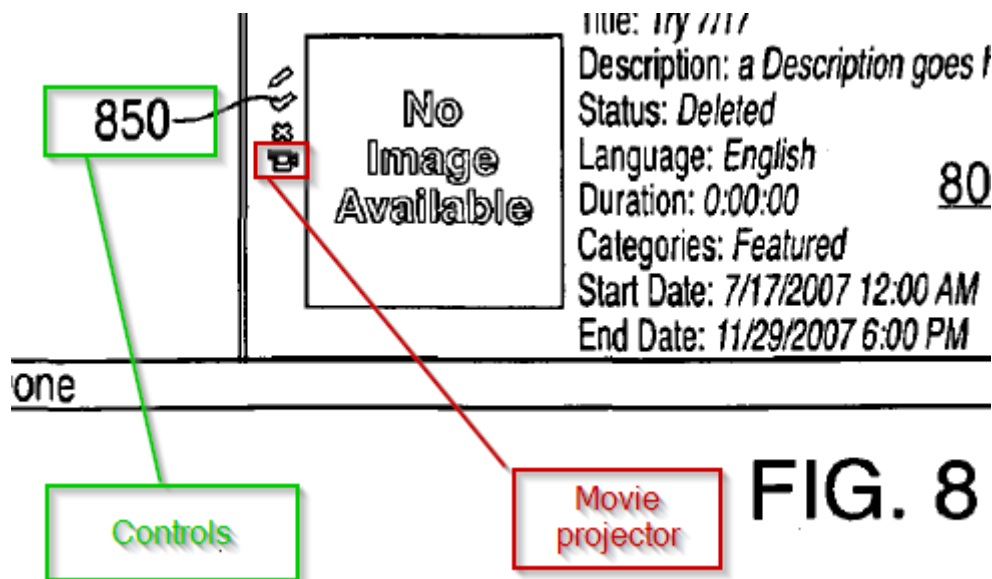 Title: Try 7/17
Description: a Description goes
Status: Deleted
Language: English
Duration: 0:00:00
Categories: Featured
Start Date: 7/17/2007 12:00 AM
End Date: 11/29/2007 6:00 PM
850
No
Image
Available
80
one
Controls
Movie
projector
FIG. 8